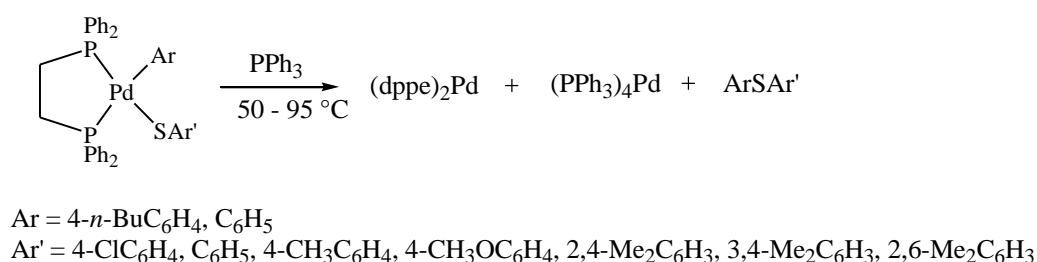 Ph2
P
Ar
Pd
SAr'
P
Ph2
PPh3
50 - 95 °C
(dppe)2Pd + (PPh3)4Pd + ArSAr'
Ar = 4-n-BuC6H4, C6H5
Ar' = 4-ClC6H4, C6H5, 4-CH3C6H4, 4-CH3OC6H4, 2,4-Me2C6H3, 3,4-Me2C6H3, 2,6-Me2C6H3